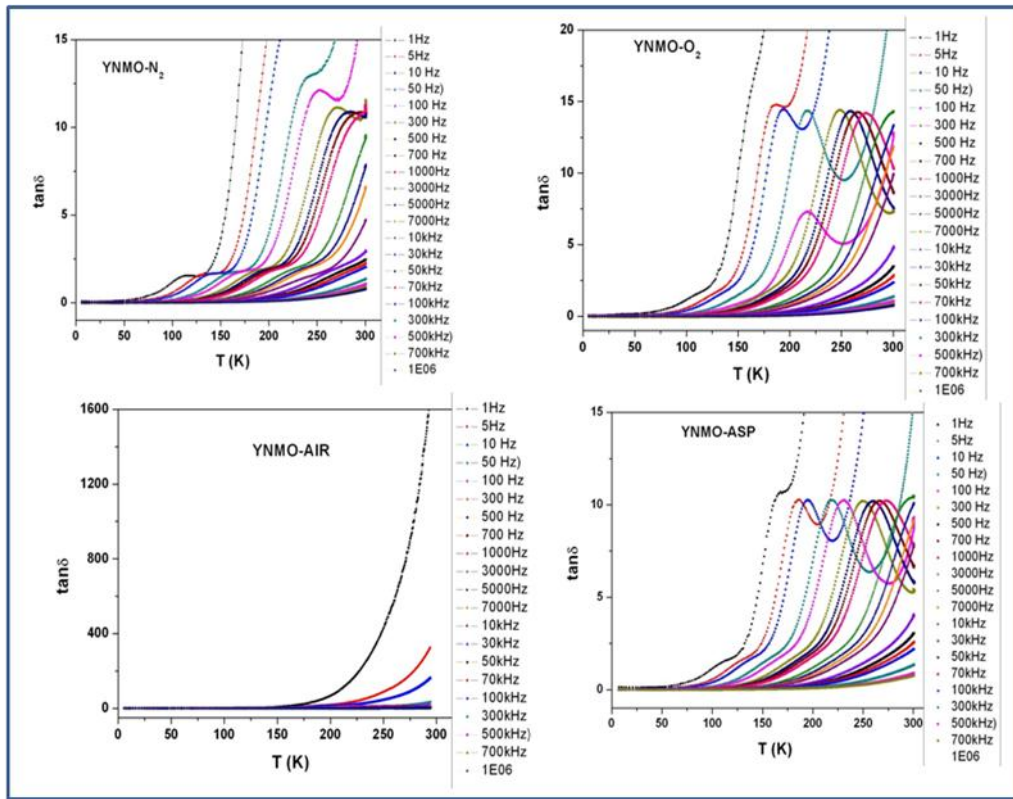 YNMO-N2
tanδ
15
10
5
0
0 50 100 150 200 250 300
T (K)
1Hz
5Hz
10 Hz
50 Hz)
100 Hz
300 Hz
500 Hz
700 Hz
1000Hz
3000Hz
5000Hz
7000Hz
10kHz
30kHz
50kHz
70kHz
100kHz
300kHz
500kHz)
700kHz
1E06
YNMO-O2
tanδ
20
15
10
5
0
0 50 100 150 200 250 300
T (K)
1Hz
5Hz
10 Hz
50 Hz)
100 Hz
300 Hz
500 Hz
700 Hz
1000Hz
3000Hz
5000Hz
7000Hz
10kHz
30kHz
50kHz
70kHz
100kHz
300kHz
500kHz)
700kHz
1E06
YNMO-AIR
tanδ
1600
1200
800
400
0
0 50 100 150 200 250 300
T (K)
1Hz
5Hz
10 Hz
50 Hz)
100 Hz
300 Hz
500 Hz
700 Hz
1000Hz
3000Hz
5000Hz
7000Hz
10kHz
30kHz
50kHz
70kHz
100kHz
300kHz
500kHz)
700kHz
1E06
YNMO-ASP
tanδ
15
10
5
0
0 50 100 150 200 250 300
T (K)
1Hz
5Hz
10 Hz
50 Hz)
100 Hz
300 Hz
500 Hz
700 Hz
1000Hz
3000Hz
5000Hz
7000Hz
10kHz
30kHz
50kHz
70kHz
100kHz
300kHz
500kHz)
700kHz
1E06